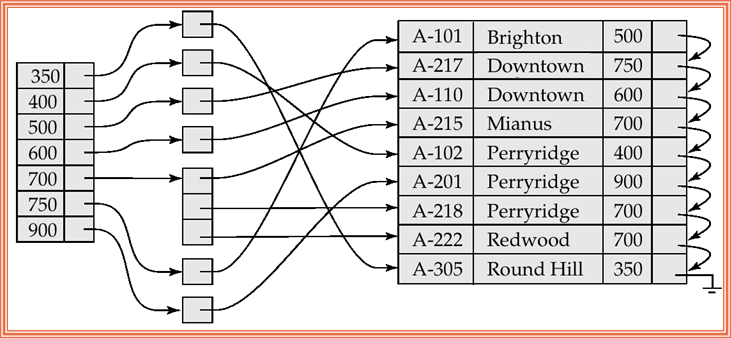 350
400
500
600
700
750
900
A-101 Brighton 500
A-217 Downtown 750
A-110 Downtown 600
A-215 Mianus 700
A-102 Perryridge 400
A-201 Perryridge 900
A-218 Perryridge 700
A-222 Redwood 700
A-305 Round Hill 350